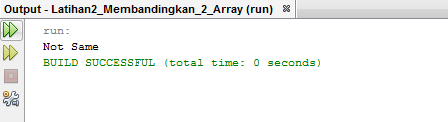 Output - Latihan2_Membandingkan_2_Array (run)
run:
Not Same
BUILD SUCCESSFUL (total time: 0 seconds)